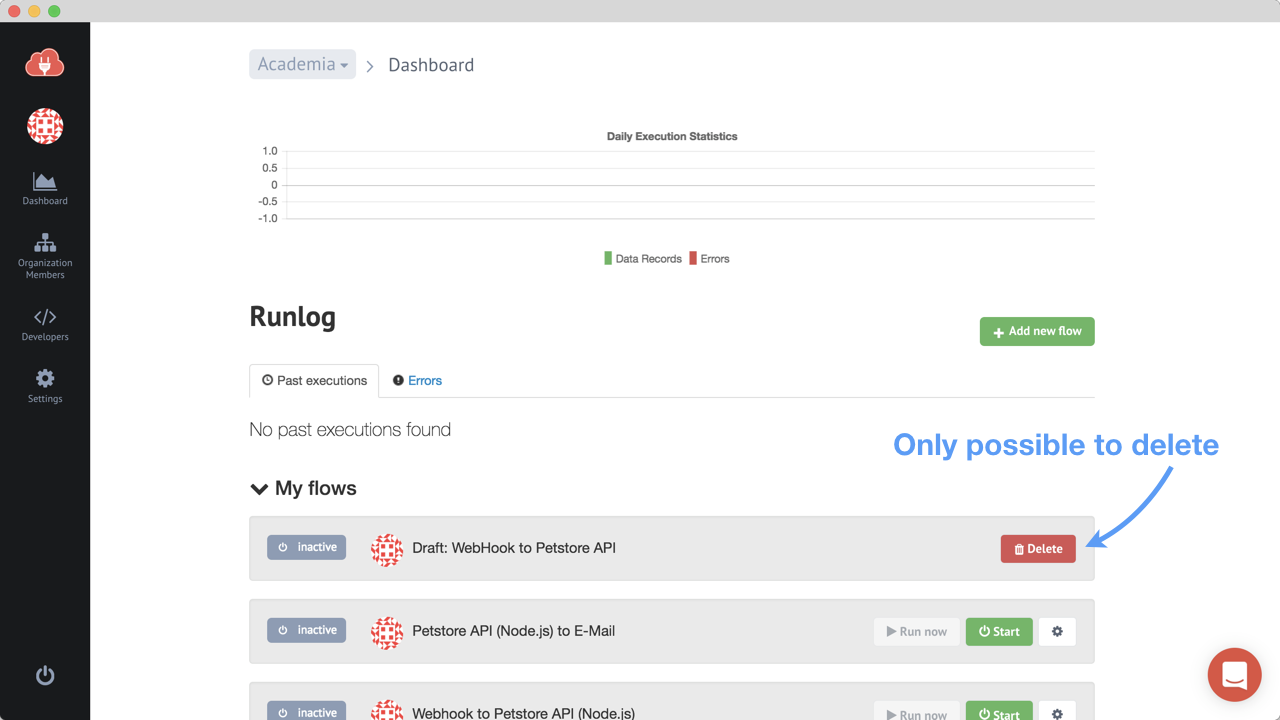 Academia
Dashboard
Dashboard
Organization
Members
Developers
Settings
Daily Execution Statistics
1.0
0.5
0
-0.5
-1.0
Data Records Errors
Runlog
Add new flow
Past executions Errors
No past executions found
Only possible to delete
My flows
inactive Draft: WebHook to Petstore API Delete
inactive Petstore API (Node.js) to E-Mail Run now Start
inactive Webhook to Petstore API (Node.js) Run now Start